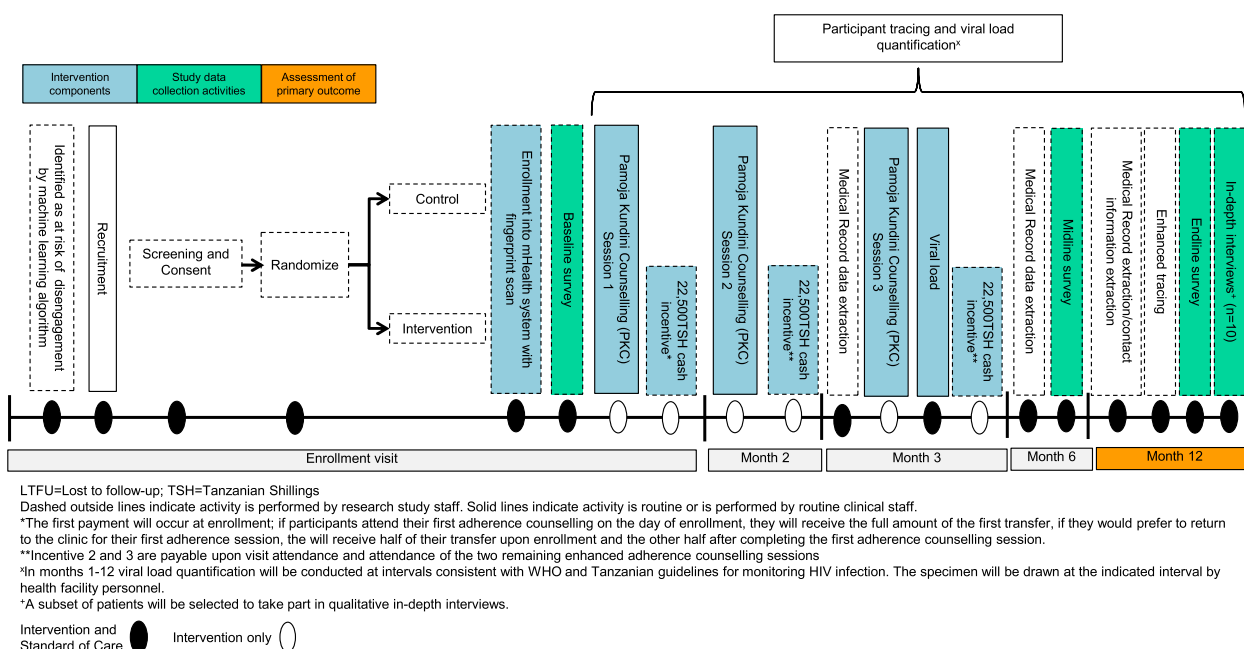 Participant tracing and viral load
quantificationˣ
Intervention
components
Study data
collection activities
Assessment of
primary outcome
Identified as at risk of disengagement
by machine learning algorithm
Recruitment
Screening and
Consent
Randomize
Control
Intervention
Enrollment into mHealth system with
fingerprint scan
Baseline survey
Pamoja Kundini Counselling (PKC)
Session 1
22,500TSH cash
incentive*
Pamoja Kundini Counselling (PKC)
Session 2
22,500TSH cash
incentive**
Medical Record data extraction
Pamoja Kundini Counselling (PKC)
Session 3
Viral load
22,500TSH cash
incentive**
Medical Record data extraction
Midline survey
Medical Record extraction/contact
information extraction
Enhanced tracing
Endline survey
In-depth interviews⁺ (n=10)
Enrollment visit
Month 2
Month 3
Month 6
Month 12
LTFU=Lost to follow-up; TSH=Tanzanian Shillings
Dashed outside lines indicate activity is performed by research study staff. Solid lines indicate activity is routine or is performed by routine clinical staff.
*The first payment will occur at enrollment; if participants attend their first adherence counselling on the day of enrollment, they will receive the full amount of the first transfer, if they would prefer to return
to the clinic for their first adherence session, the will receive half of their transfer upon enrollment and the other half after completing the first adherence counselling session.
**Incentive 2 and 3 are payable upon visit attendance and attendance of the two remaining enhanced adherence counselling sessions
ˣIn months 1-12 viral load quantification will be conducted at intervals consistent with WHO and Tanzanian guidelines for monitoring HIV infection. The specimen will be drawn at the indicated interval by
health facility personnel.
⁺A subset of patients will be selected to take part in qualitative in-depth interviews.
Intervention and
Standard of Care
Intervention only